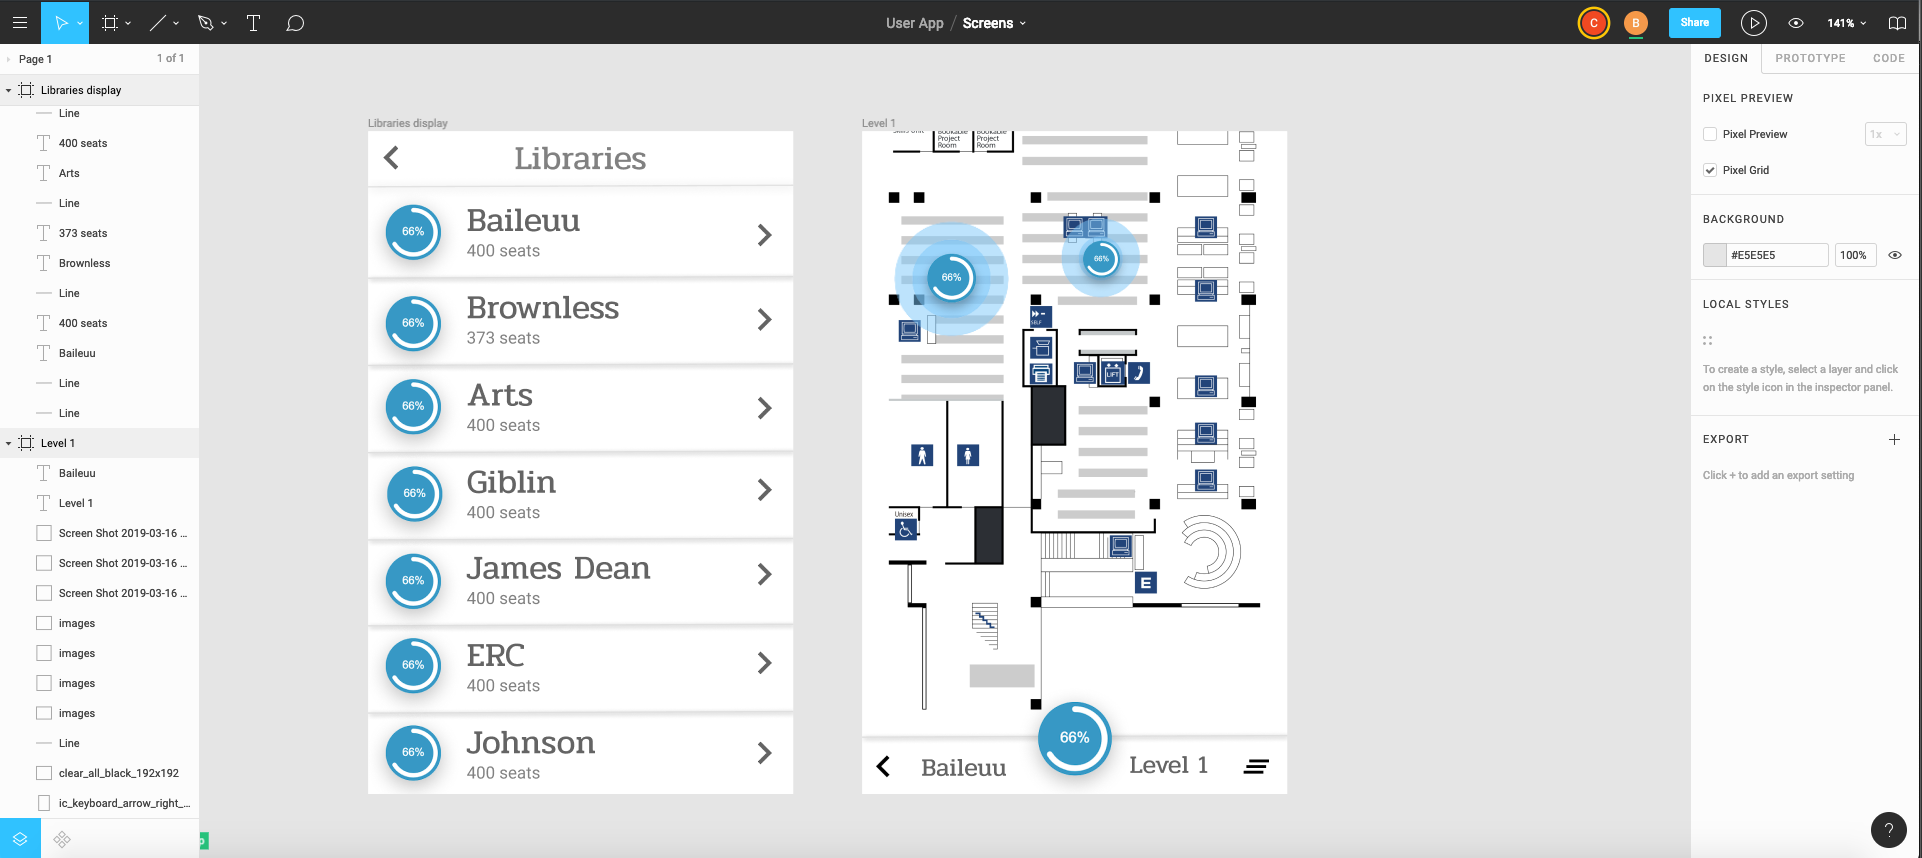 User App / Screens
C
B
Share
141%
Page 1
1 of 1
Libraries display
Line
400 seats
Arts
Line
373 seats
Brownless
Line
400 seats
Baileuu
Line
Line
Level 1
Baileuu
Level 1
Screen Shot 2019-03-16 ...
Screen Shot 2019-03-16 ...
Screen Shot 2019-03-16 ...
images
images
images
images
Line
clear_all_black_192x192
ic_keyboard_arrow_right_...
Libraries display
Libraries
66%
Baileuu
400 seats
66%
Brownless
373 seats
66%
Arts
400 seats
66%
Giblin
400 seats
66%
James Dean
400 seats
66%
ERC
400 seats
66%
Johnson
400 seats
Level 1
Bookable
Project
Room
Bookable
Project
Room
66%
66%
SELF
LIFT
Unisex
E
66%
Baileuu
Level 1
DESIGN
PROTOTYPE
CODE
PIXEL PREVIEW
Pixel Preview
1x
Pixel Grid
BACKGROUND
#E5E5E5
100%
LOCAL STYLES
To create a style, select a layer and click
on the style icon in the inspector panel.
EXPORT
Click + to add an export setting
?